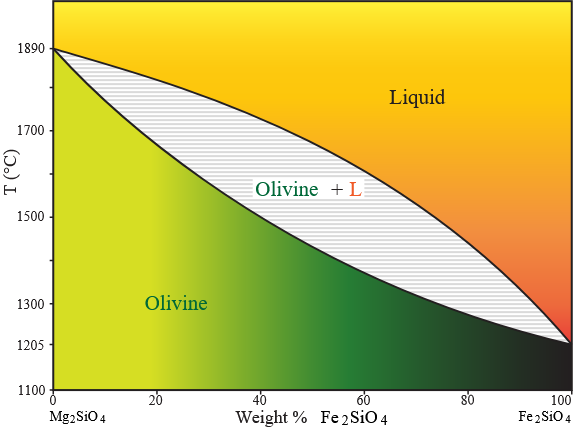 1890
Liquid
1700
T (°C)
Olivine + L
1500
Olivine
1300
1205
1100
0 20 40 60 80 100
Mg₂SiO₄ Weight % Fe₂SiO₄ Fe₂SiO₄